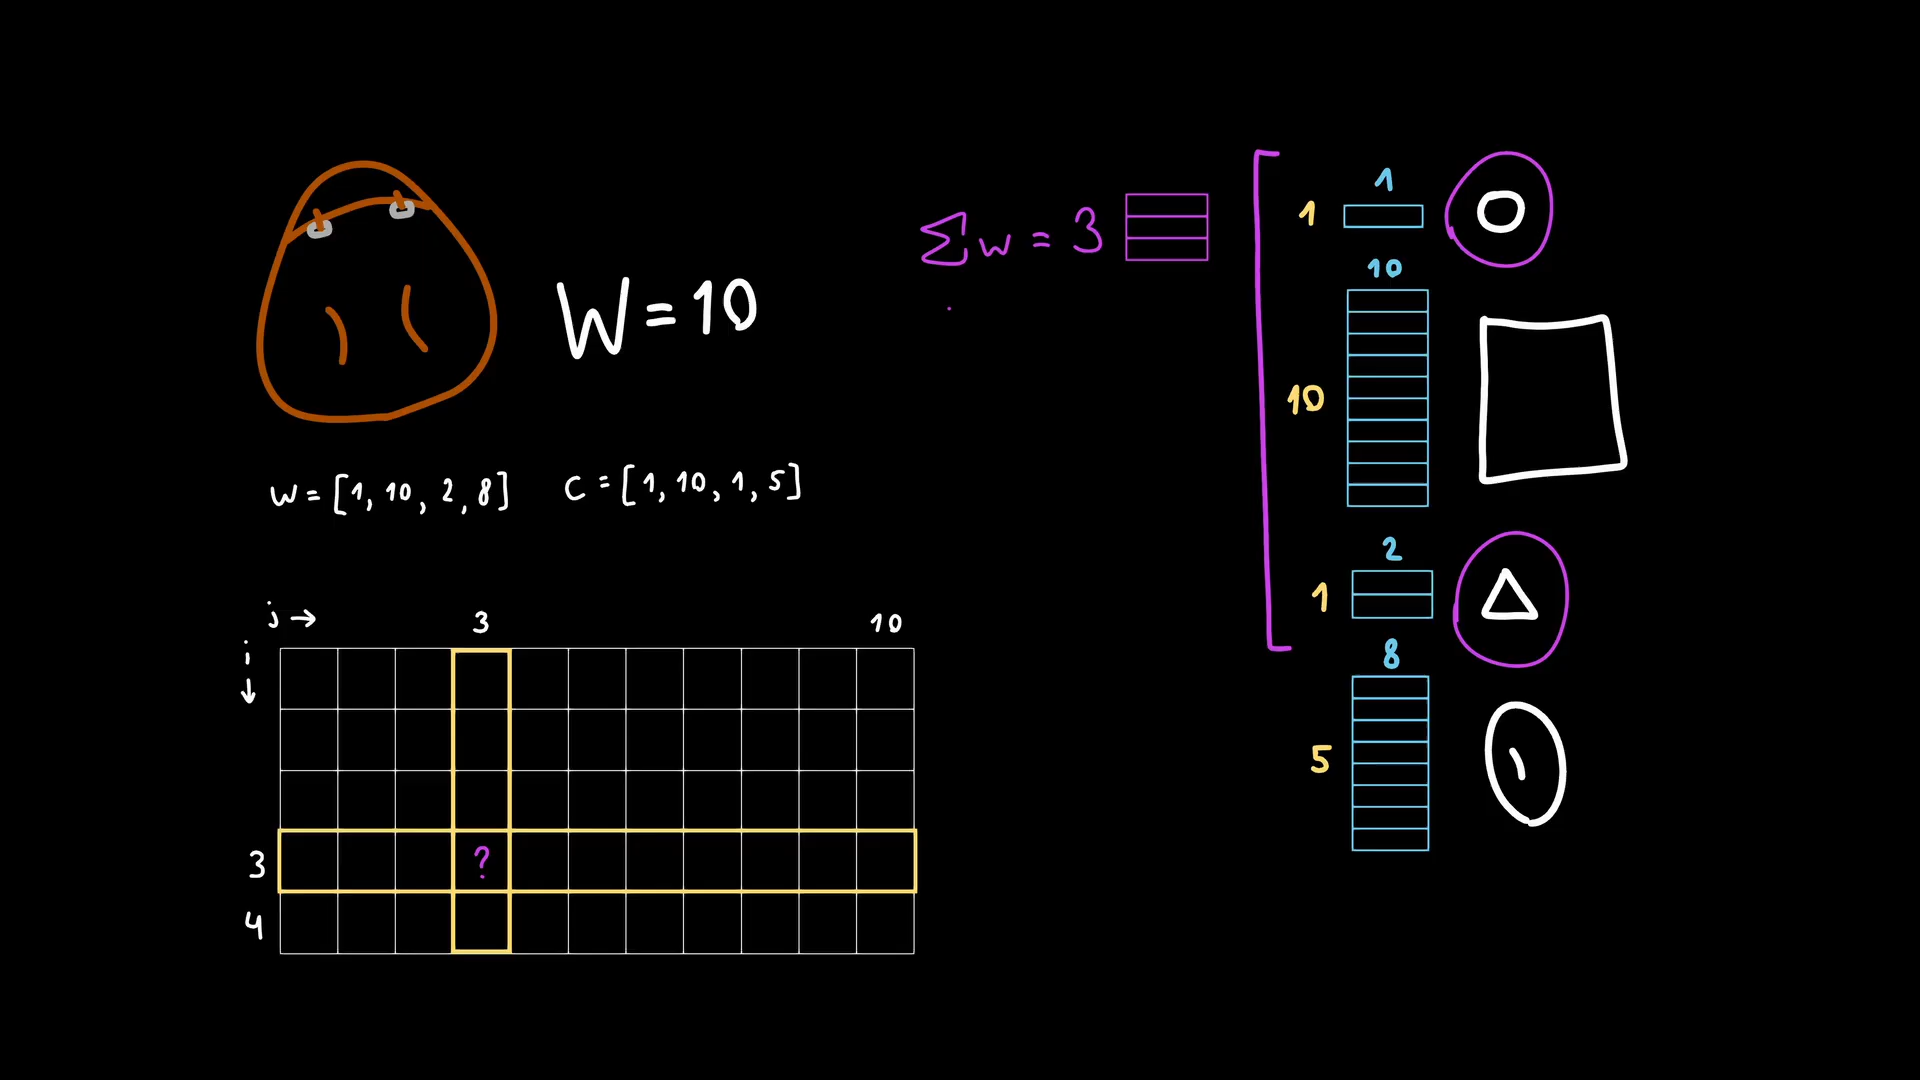 W = 10
w = [1, 10, 2, 8]
c = [1, 10, 1, 5]
j →
3
10
i
↓
3
?
4
∑ w = 3
1
1
10
10
2
1
8
5